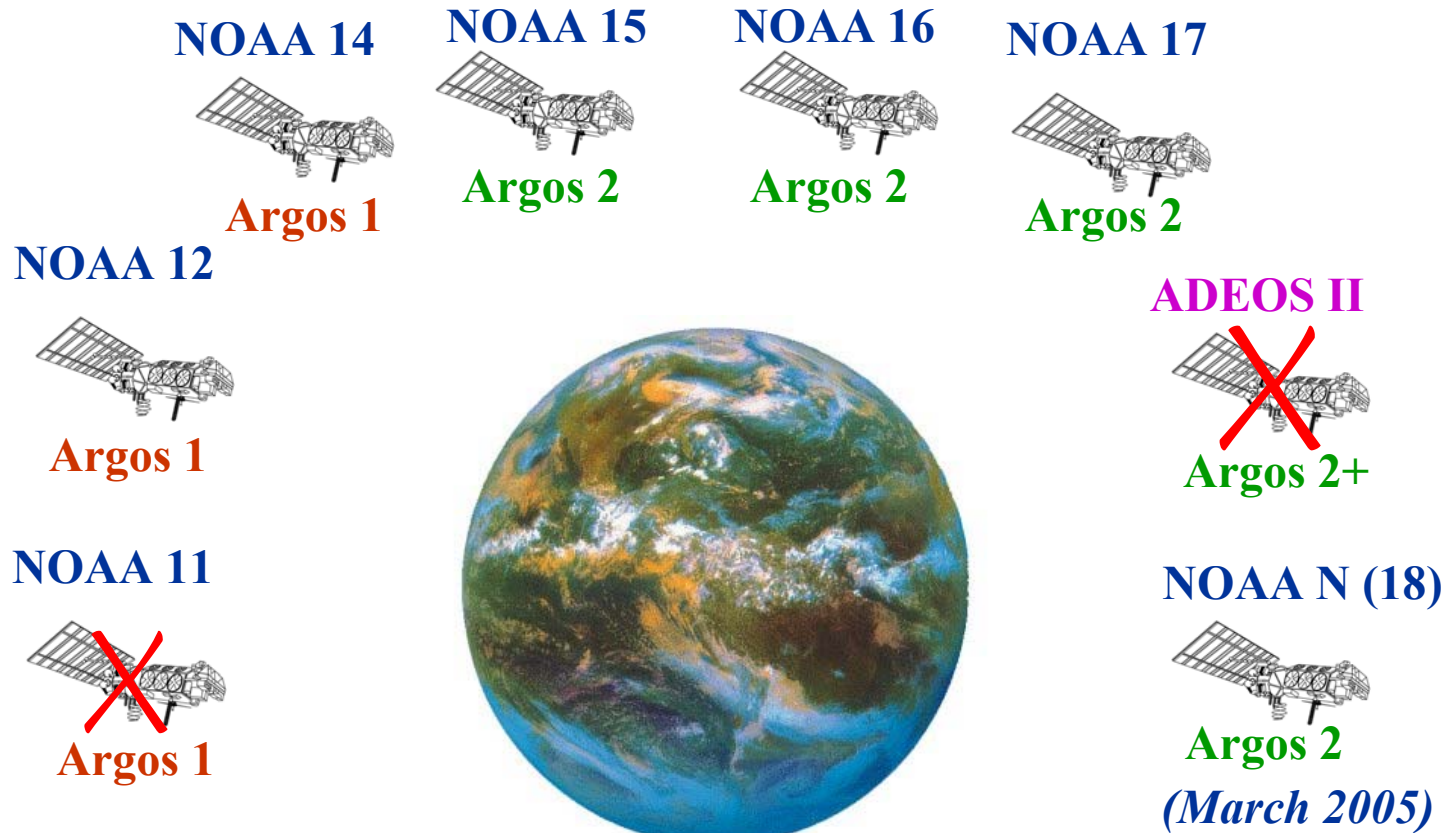 NOAA 14
Argos 1
NOAA 15
Argos 2
NOAA 16
Argos 2
NOAA 17
Argos 2
NOAA 12
Argos 1
ADEOS II
Argos 2+
NOAA 11
Argos 1
NOAA N (18)
Argos 2
(March 2005)